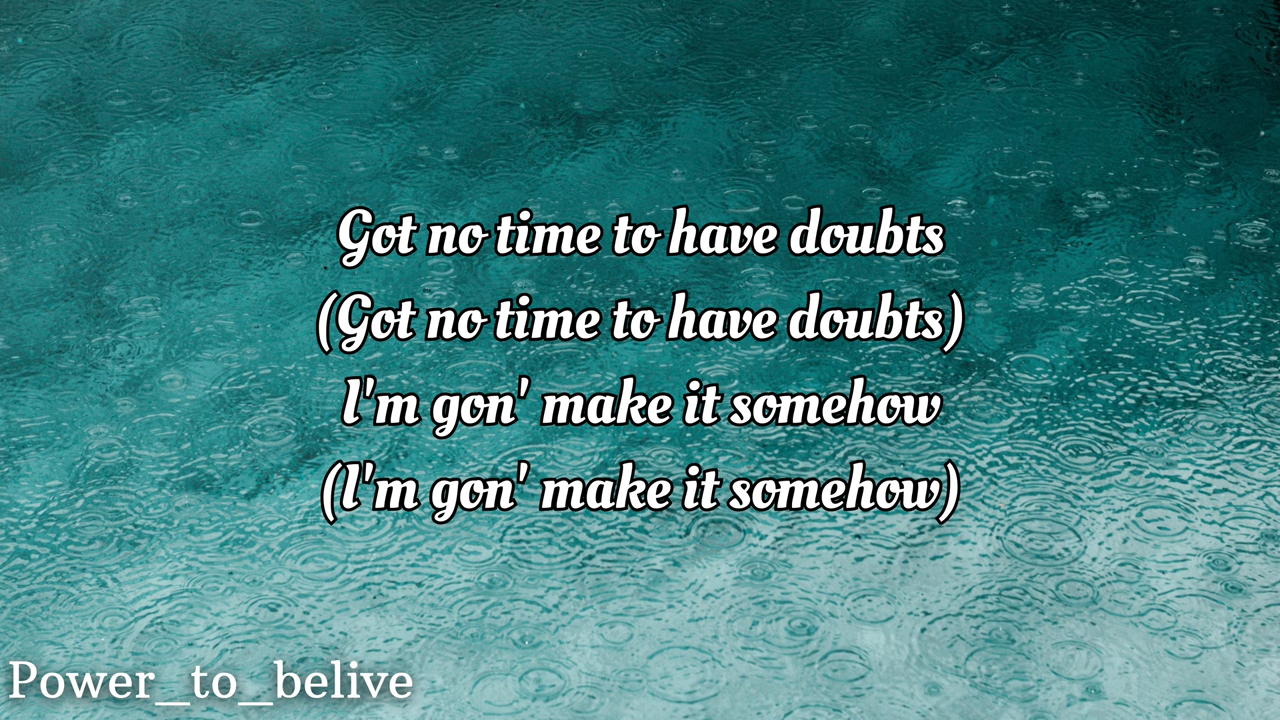 Got no time to have doubts
(Got no time to have doubts)
I'm gon' make it somehow
(I'm gon' make it somehow)
Power_to_belive